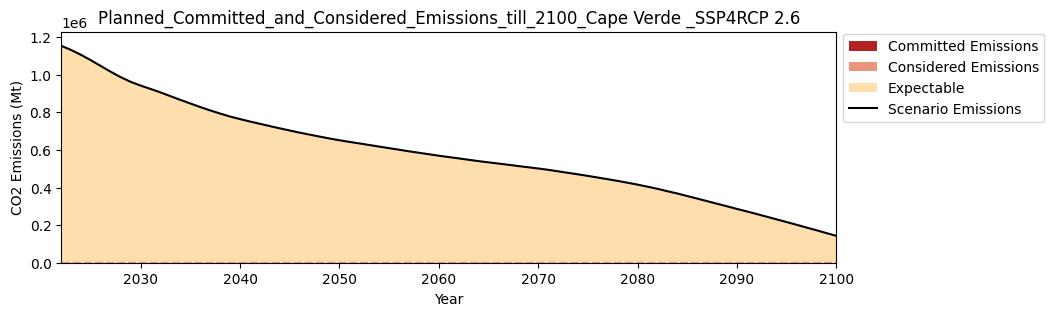 Planned_Committed_and_Considered_Emissions_till_2100_Cape Verde _SSP4RCP 2.6
1e6
1.2
1.0
0.8
0.6
0.4
0.2
0.0
CO2 Emissions (Mt)
2030 2040 2050 2060 2070 2080 2090 2100
Year
Committed Emissions
Considered Emissions
Expectable
Scenario Emissions